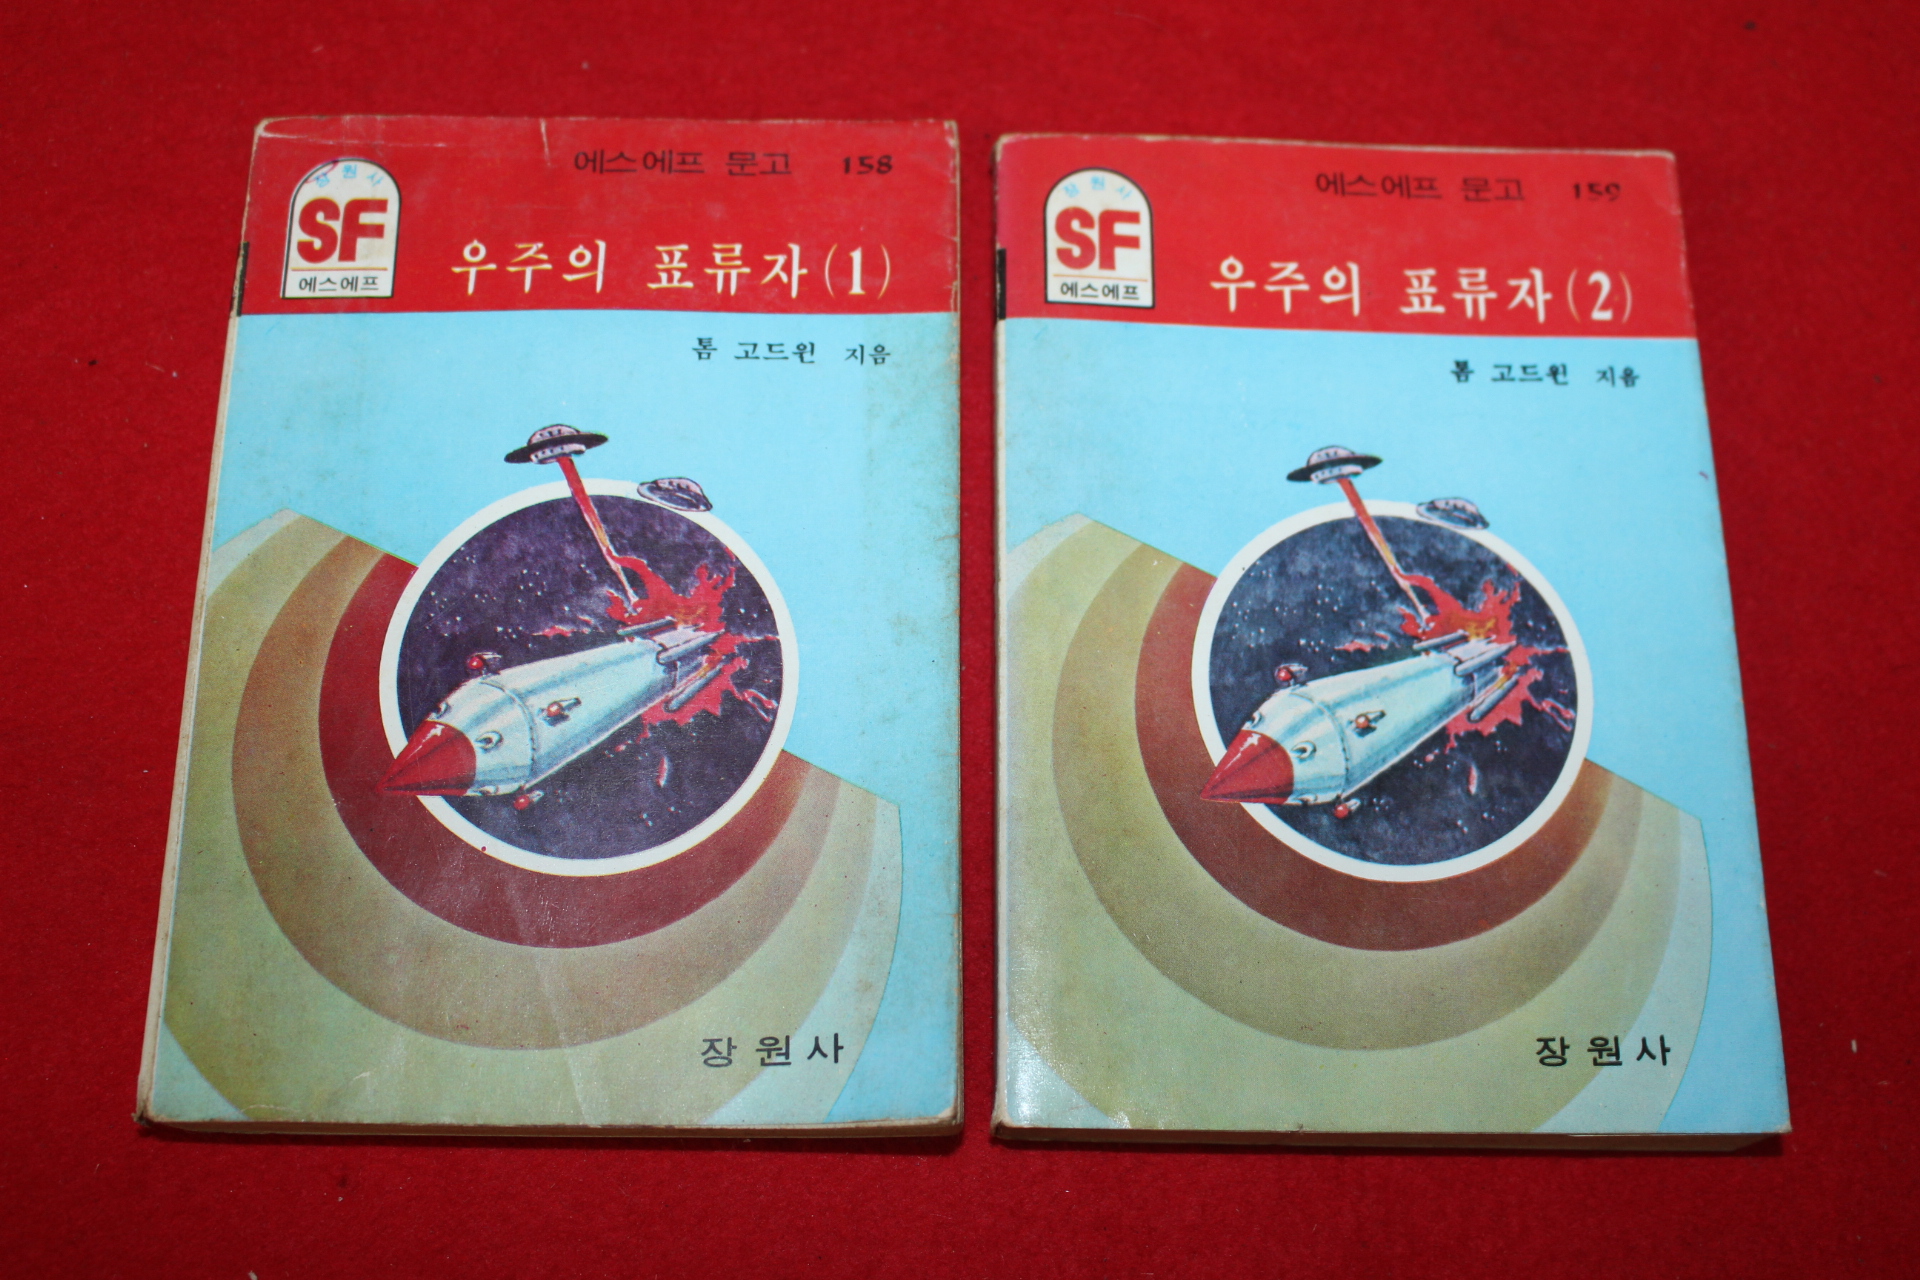 에스에프 문고 158
장원사
SF
에스에프
우주의 표류자(1)
톰 고드윈 지음
장원사
에스에프 문고 159
장원사
SF
에스에프
우주의 표류자(2)
톰 고드윈 지음
장원사